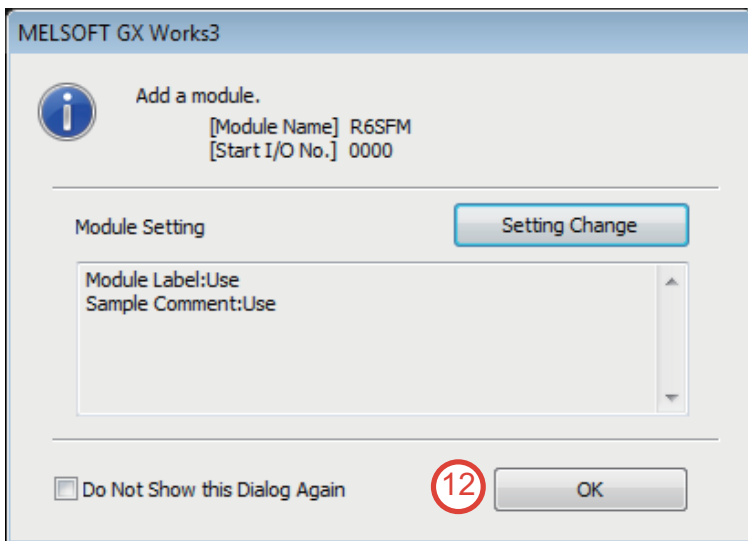 MELSOFT GX Works3
Add a module.
[Module Name] R6SFM
[Start I/O No.] 0000
Module Setting
Setting Change
Module Label:Use
Sample Comment:Use
Do Not Show this Dialog Again
12
OK